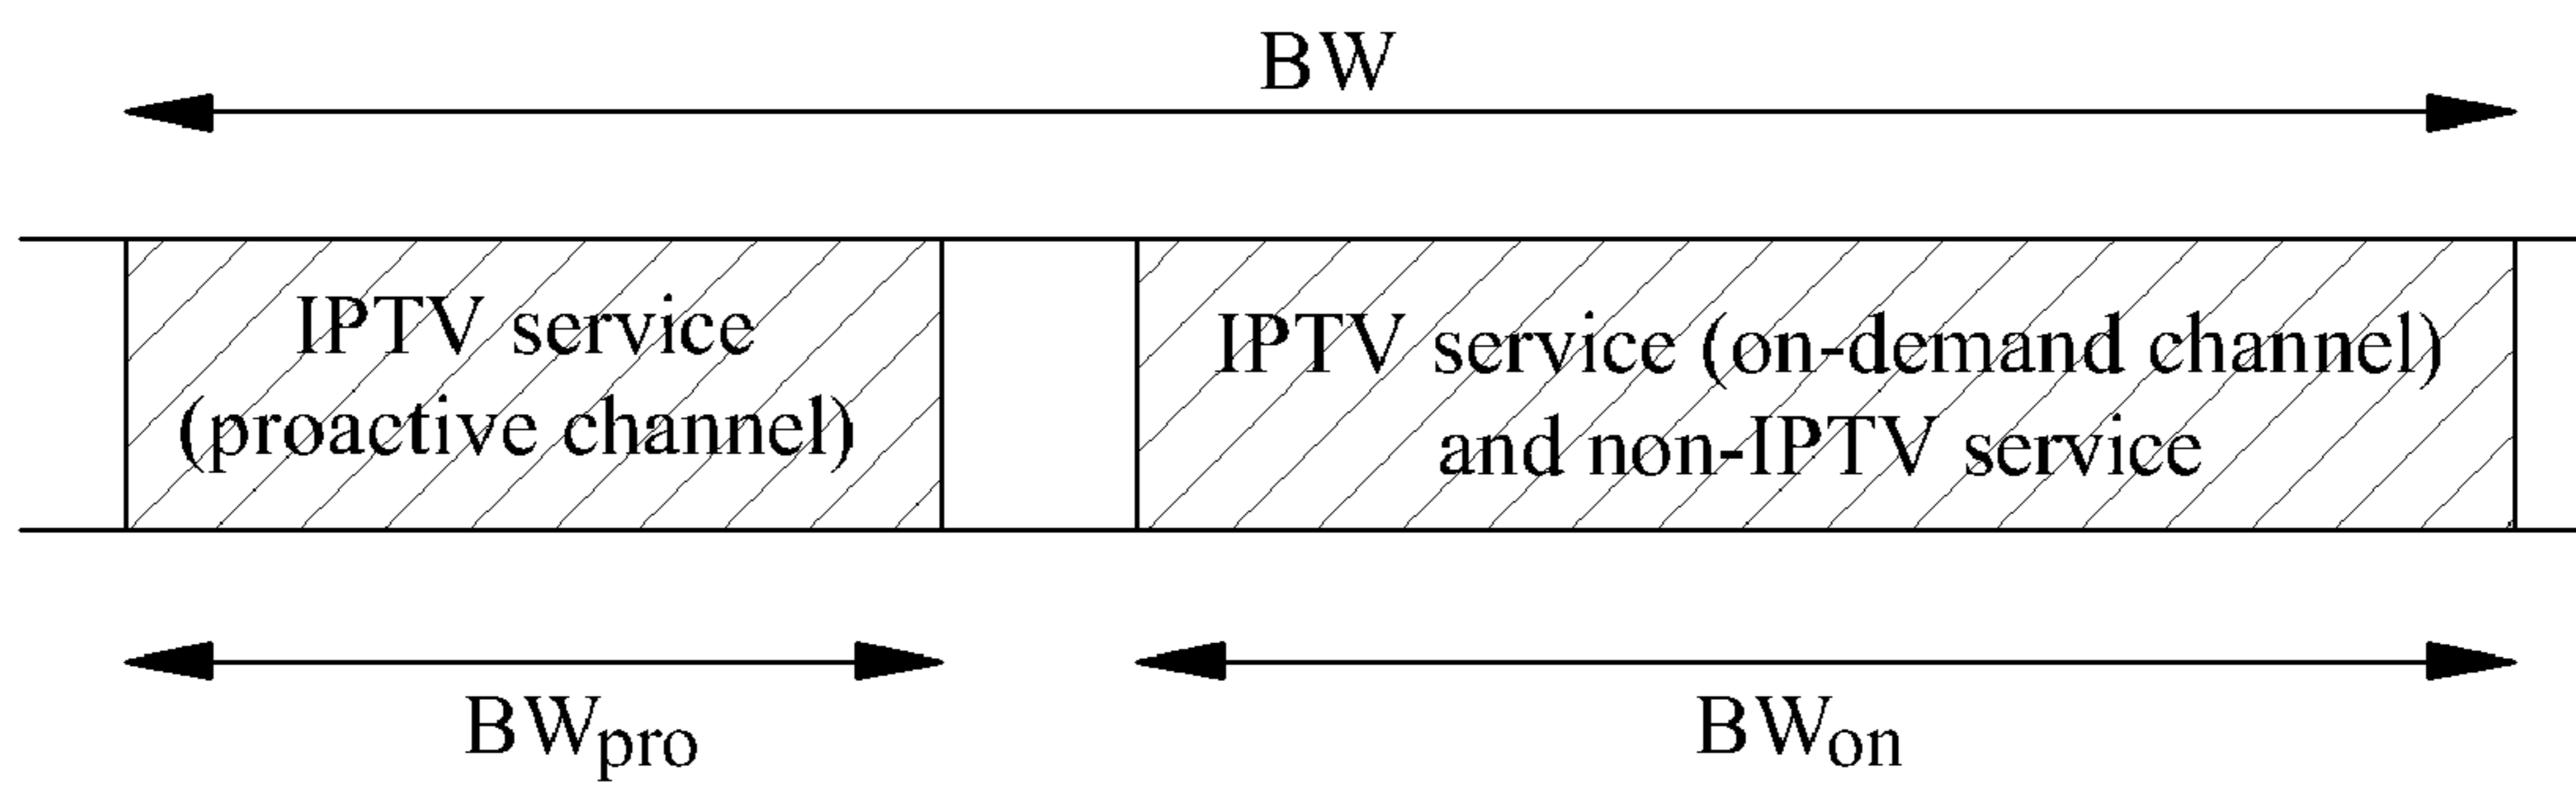 BW
IPTV service
(proactive channel)
IPTV service (on-demand channel)
and non-IPTV service
BWpro
BWon